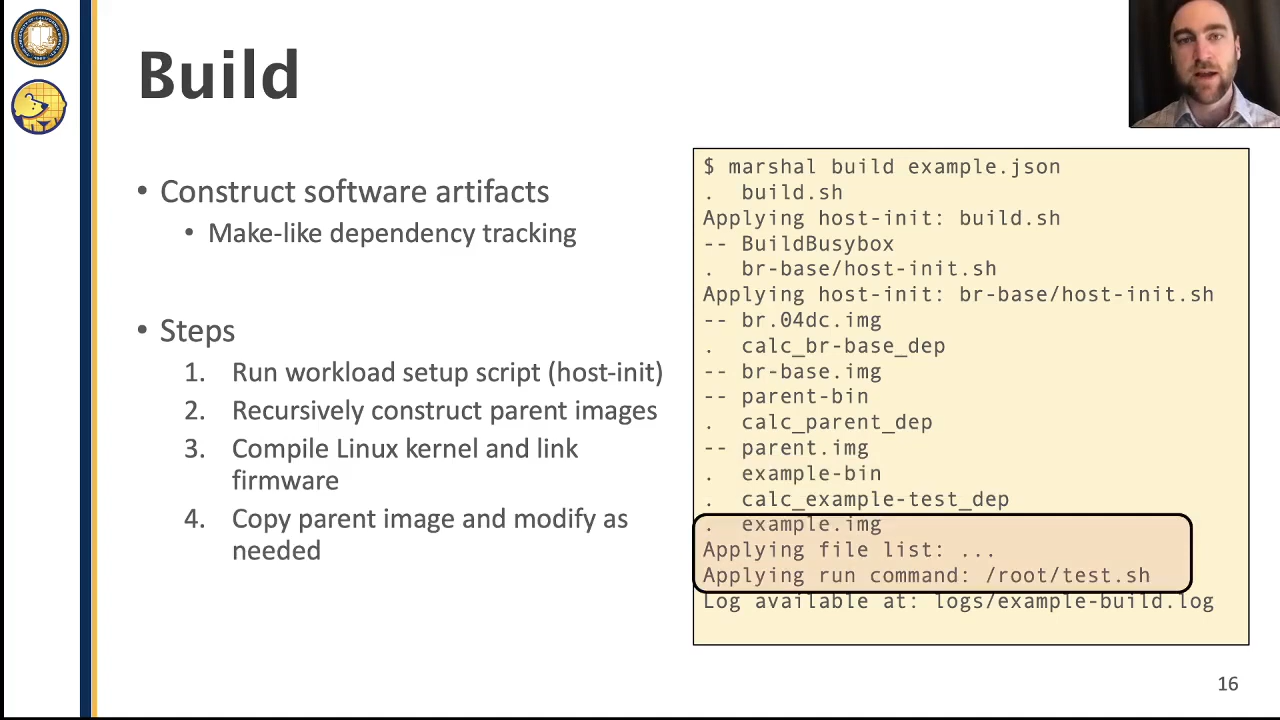 Build
• Construct software artifacts
• Make-like dependency tracking
• Steps
1. Run workload setup script (host-init)
2. Recursively construct parent images
3. Compile Linux kernel and link
firmware
4. Copy parent image and modify as
needed
$ marshal build example.json
. build.sh
Applying host-init: build.sh
-- BuildBusybox
. br-base/host-init.sh
Applying host-init: br-base/host-init.sh
-- br.04dc.img
. calc_br-base_dep
-- br-base.img
-- parent-bin
. calc_parent_dep
-- parent.img
. example-bin
. calc_example-test_dep
. example.img
Applying file list: ...
Applying run command: /root/test.sh
Log available at: logs/example-build.log
16